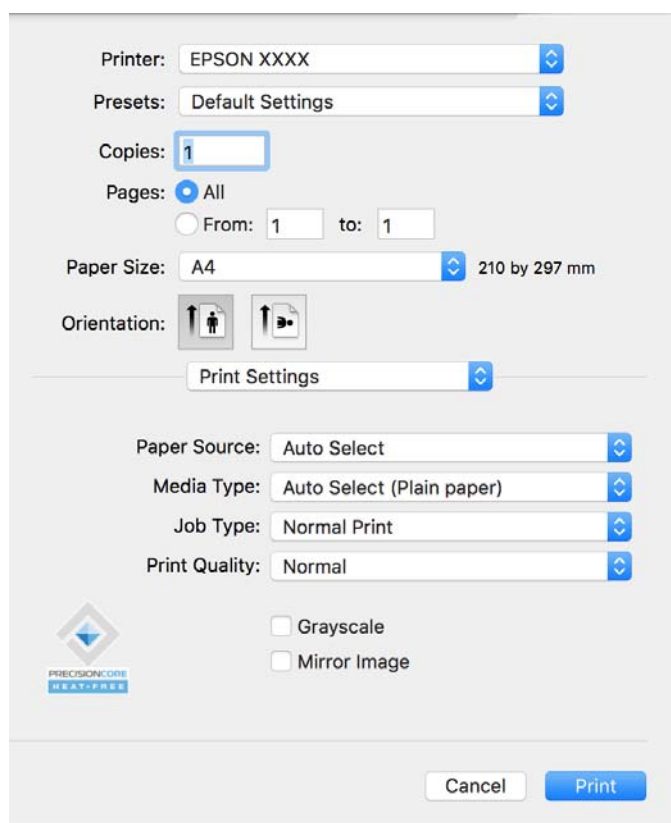 Printer: EPSON XXXX
Presets: Default Settings
Copies: 1
Pages: All
From: 1 to: 1
Paper Size: A4 210 by 297 mm
Orientation:
Print Settings
Paper Source: Auto Select
Media Type: Auto Select (Plain paper)
Job Type: Normal Print
Print Quality: Normal
Grayscale
Mirror Image
PRECISIONCORE
HEAT-FREE
Cancel Print